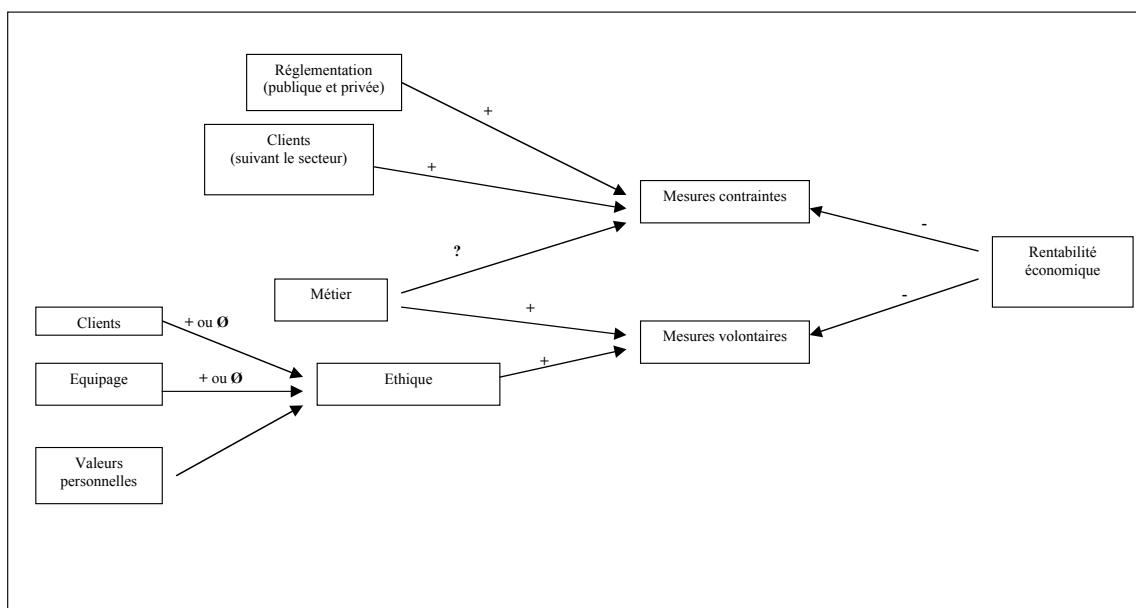 Réglementation
(publique et privée)
+
Clients
(suivant le secteur)
+
Mesures contraintes
-
Rentabilité
économique
?
Métier
+
-
Clients
+ ou Ø
Mesures volontaires
+
Equipage
+ ou Ø
Ethique
Valeurs
personnelles